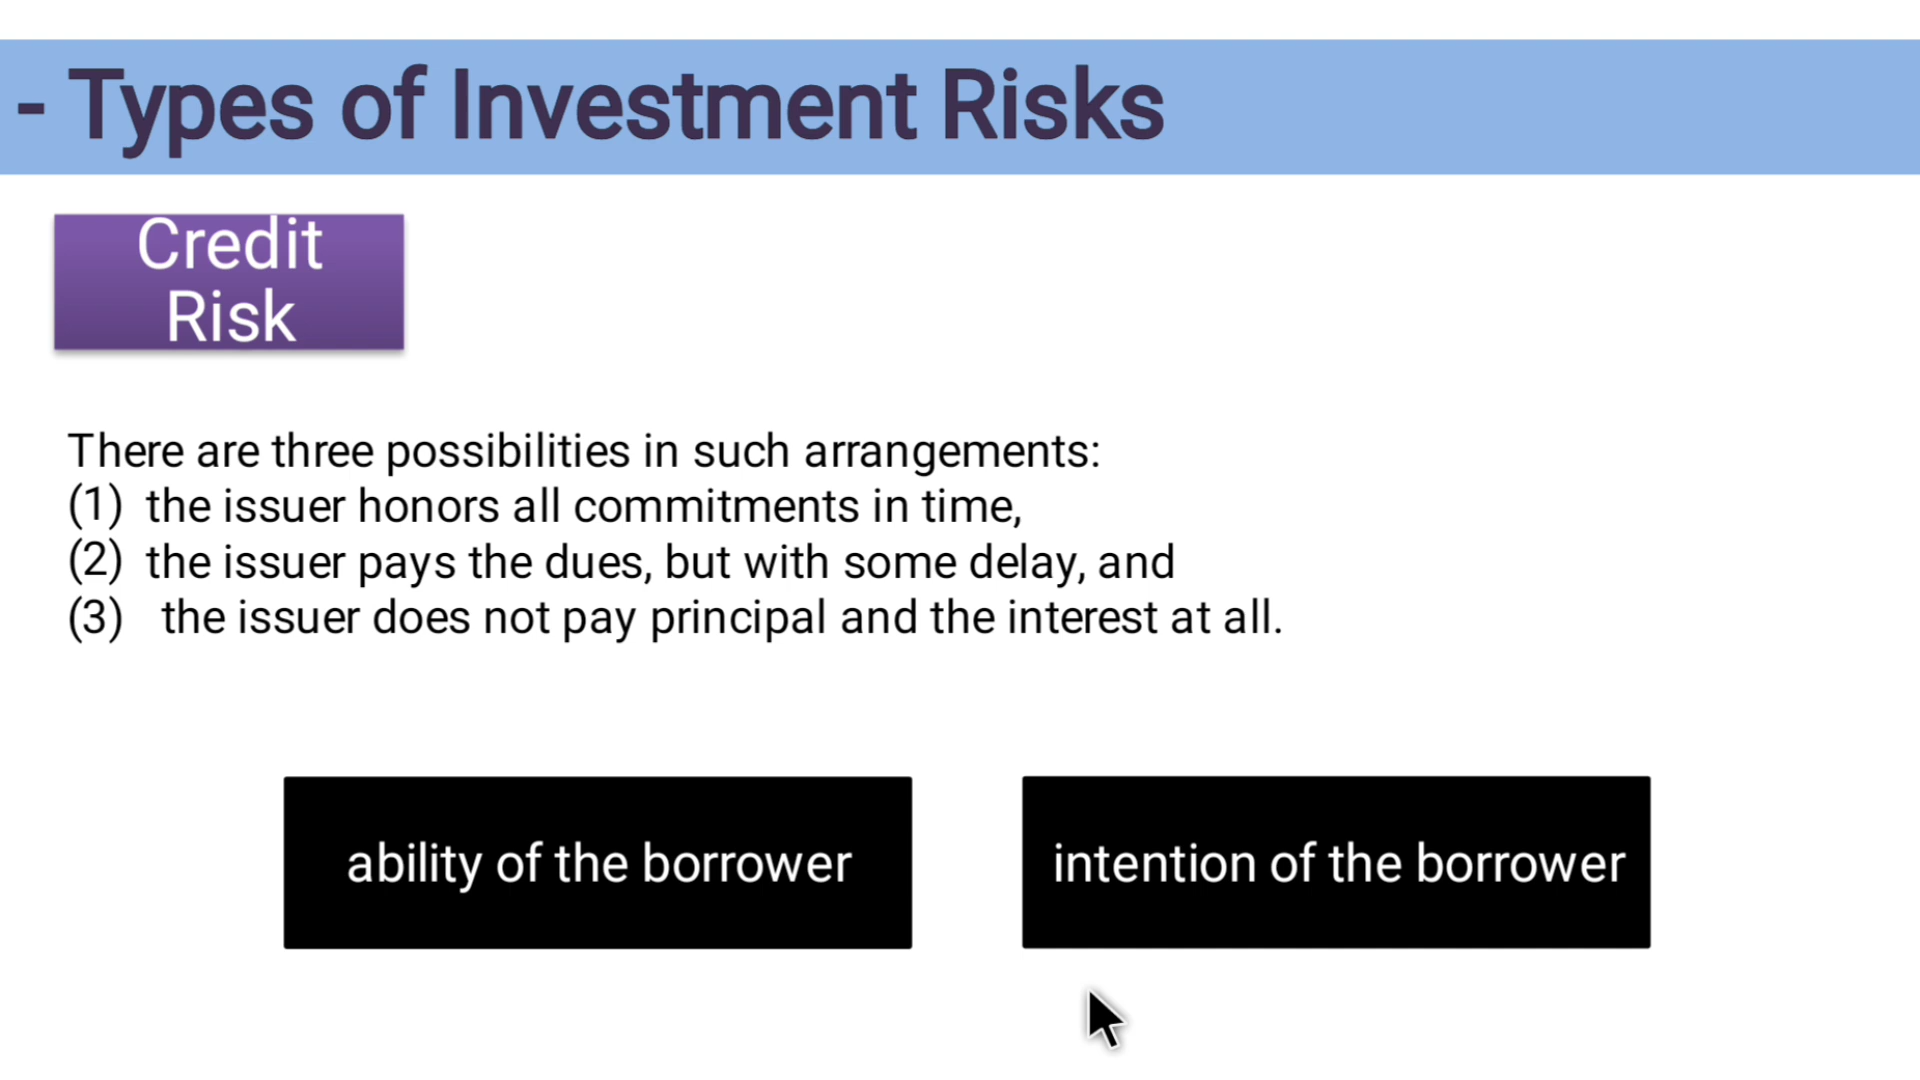 - Types of Investment Risks
Credit
Risk
There are three possibilities in such arrangements:
(1) the issuer honors all commitments in time,
(2) the issuer pays the dues, but with some delay, and
(3) the issuer does not pay principal and the interest at all.
ability of the borrower
intention of the borrower